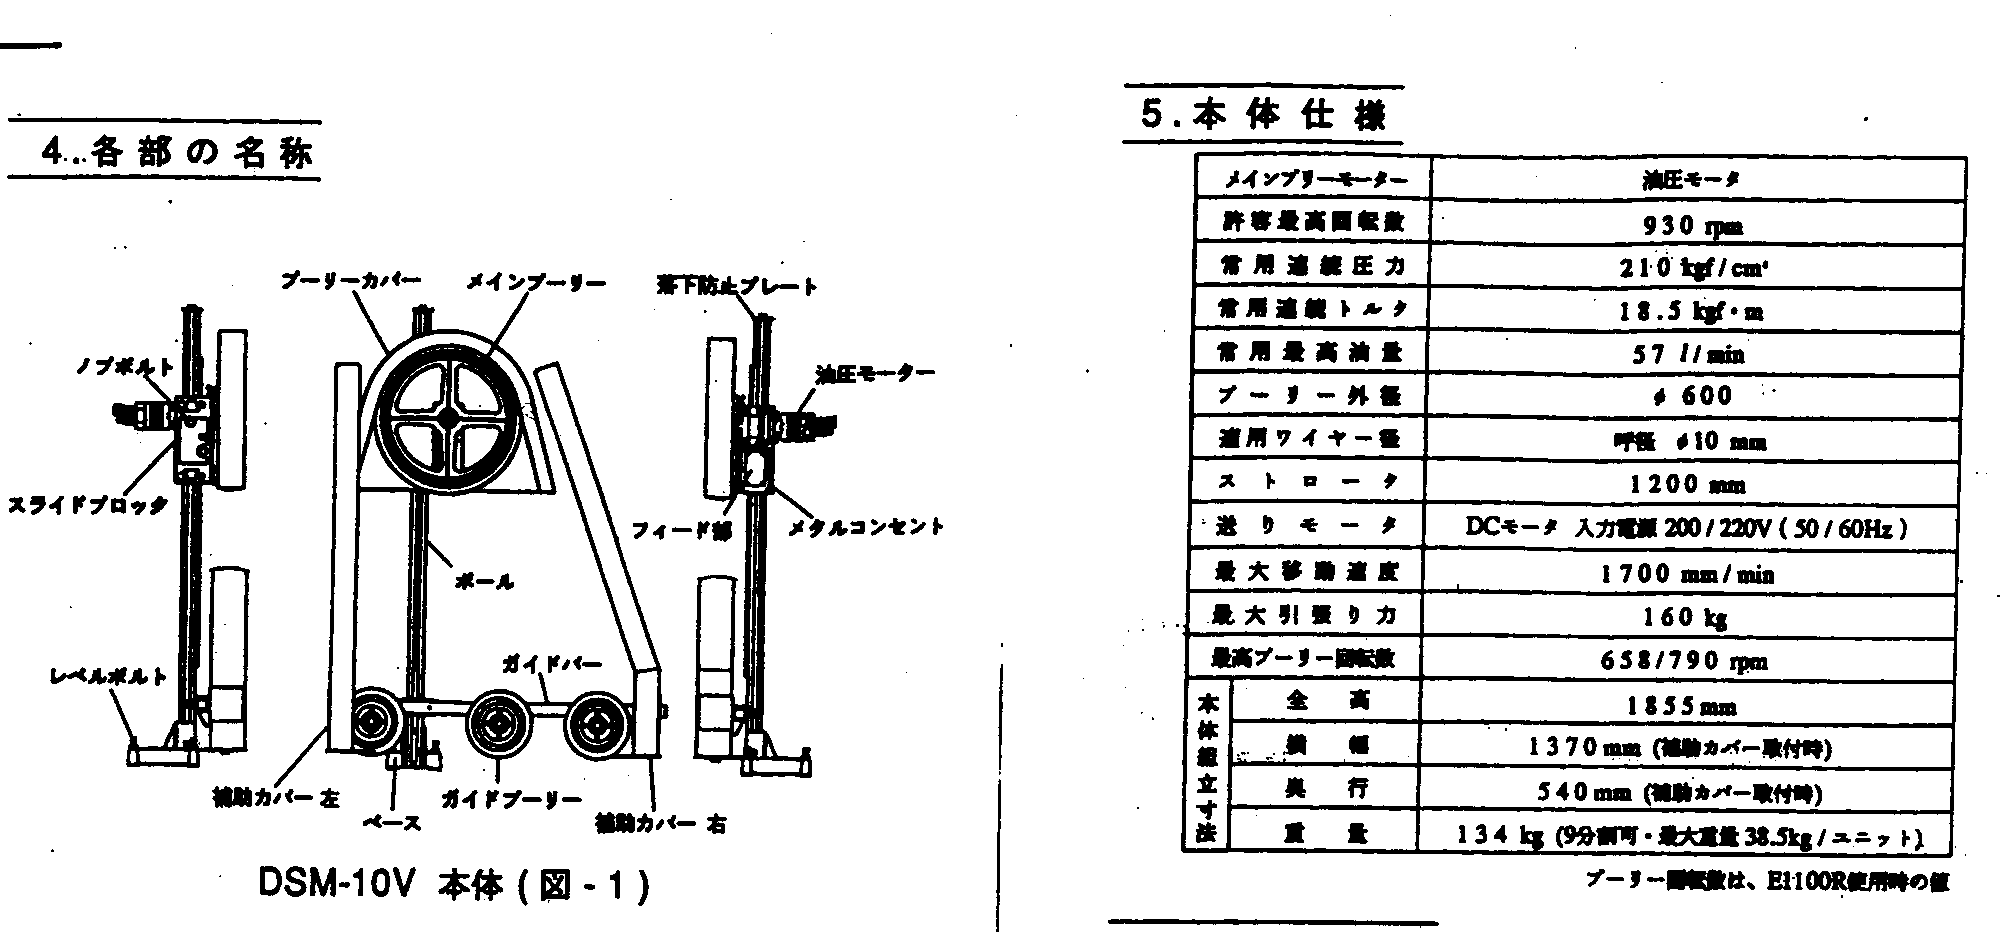 4. 各部の名称
プーリーカバー
メインプーリー
落下防止プレート
ノブボルト
油圧モーター
スライドブロック
フィード部
メタルコンセント
ポール
ガイドバー
レベルボルト
補助カバー 左
ベース
ガイドプーリー
補助カバー 右
DSM-10V 本体(図-1)
5.本体仕様
メインプリーモーター 油圧モータ
許容最高回転数 930 rpm
常用連続圧力 210 kgf/cm²
常用連続トルク 18.5 kgf・m
常用最高油量 57 l/min
プーリー外径 φ600
適用ワイヤー径 呼径 φ10 mm
ストローク 1200 mm
送りモータ DCモータ 入力電源 200/220V(50/60Hz)
最大移動速度 1700 mm/min
最大引張り力 160 kg
最高プーリー回転数 658/790 rpm
本体組立寸法
全高 1855mm
横幅 1370mm (補助カバー取付時)
奥行 540mm (補助カバー取付時)
重量 134 kg (9分割可・最大重量 38.5kg/ユニット)
プーリー回転数は、E1100R使用時の値